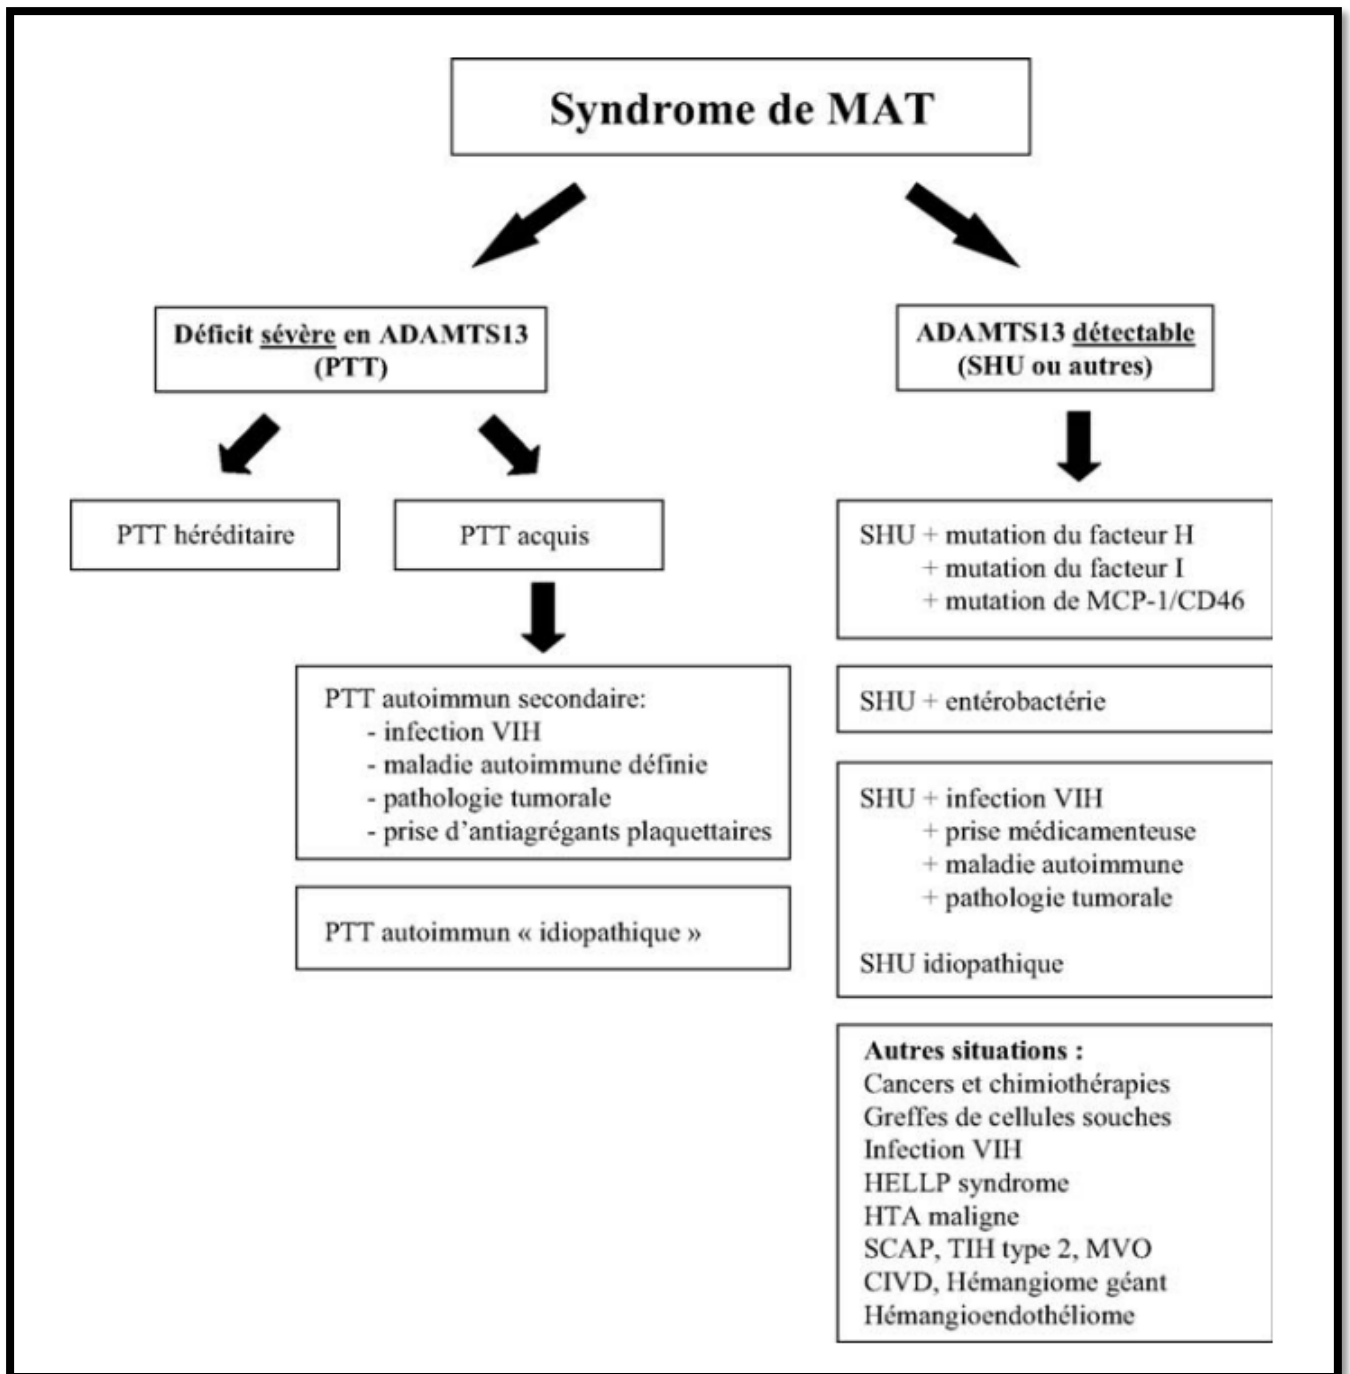 Syndrome de MAT
Déficit sévère en ADAMTS13
(PTT)
ADAMTS13 détectable
(SHU ou autres)
PTT héréditaire
PTT acquis
PTT autoimmun secondaire:
- infection VIH
- maladie autoimmune définie
- pathologie tumorale
- prise d'antiagrégants plaquettaires
PTT autoimmun « idiopathique »
SHU + mutation du facteur H
+ mutation du facteur I
+ mutation de MCP-1/CD46
SHU + entérobactérie
SHU + infection VIH
+ prise médicamenteuse
+ maladie autoimmune
+ pathologie tumorale
SHU idiopathique
Autres situations :
Cancers et chimiothérapies
Greffes de cellules souches
Infection VIH
HELLP syndrome
HTA maligne
SCAP, TIH type 2, MVO
CIVD, Hémangiome géant
Hémangioendothéliome